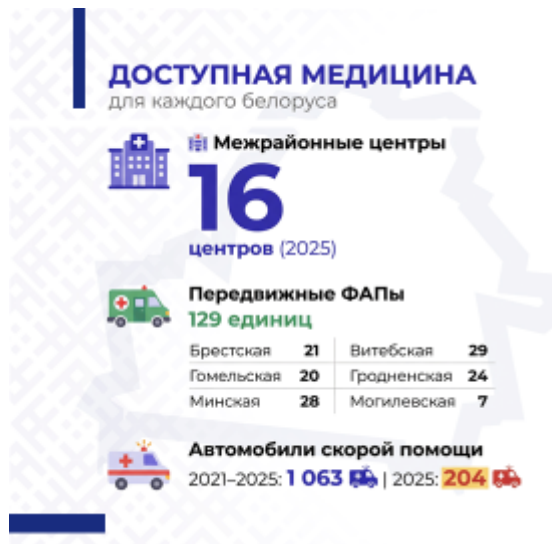 ДОСТУПНАЯ МЕДИЦИНА
для каждого белоруса
Межрайонные центры
16
центров (2025)
Передвижные ФАПы
129 единиц
Брестская 21 Витебская 29
Гомельская 20 Гродненская 24
Минская 28 Могилевская 7
Автомобили скорой помощи
2021–2025: 1 063 | 2025: 204